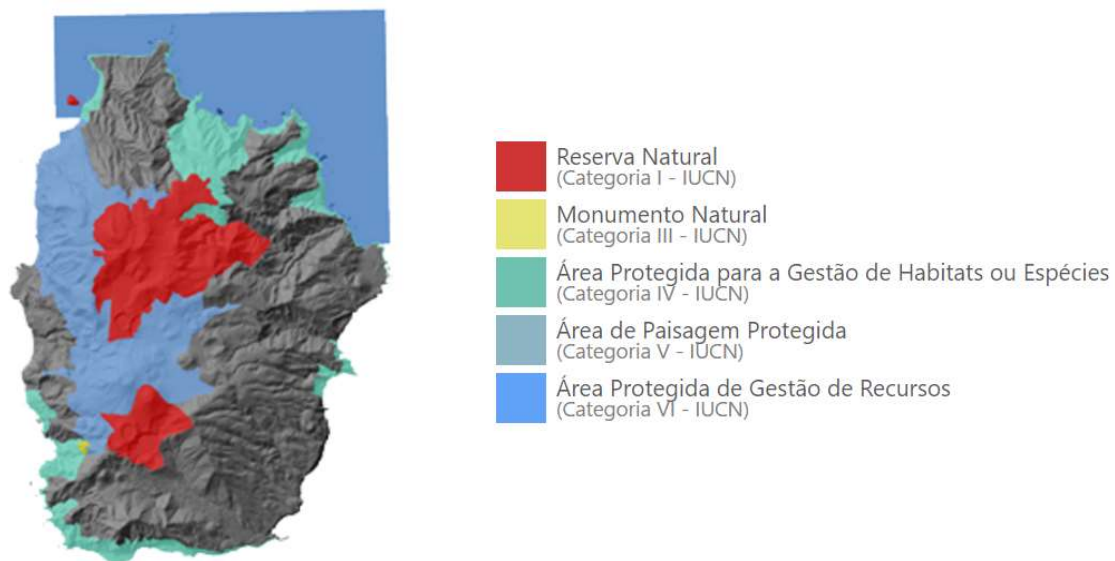 Reserva Natural
(Categoria I - IUCN)
Monumento Natural
(Categoria III - IUCN)
Área Protegida para a Gestão de Habitats ou Espécies
(Categoria IV - IUCN)
Área de Paisagem Protegida
(Categoria V - IUCN)
Área Protegida de Gestão de Recursos
(Categoria VI - IUCN)